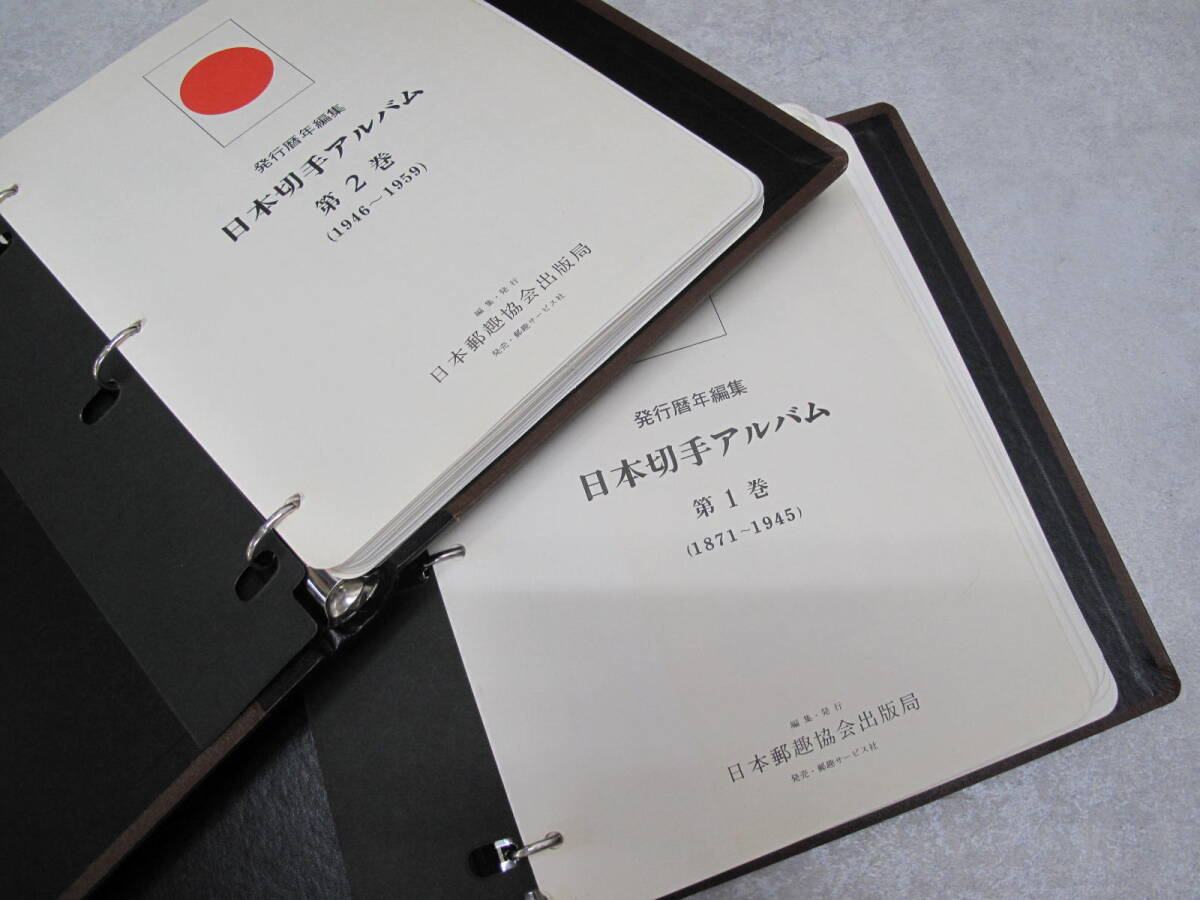 発行暦年編集
日本切手アルバム
第2巻
(1946〜1959)
編集・発行
日本郵趣協会出版局
発売・郵趣サービス社
発行暦年編集
日本切手アルバム
第1巻
(1871〜1945)
編集・発行
日本郵趣協会出版局
発売・郵趣サービス社